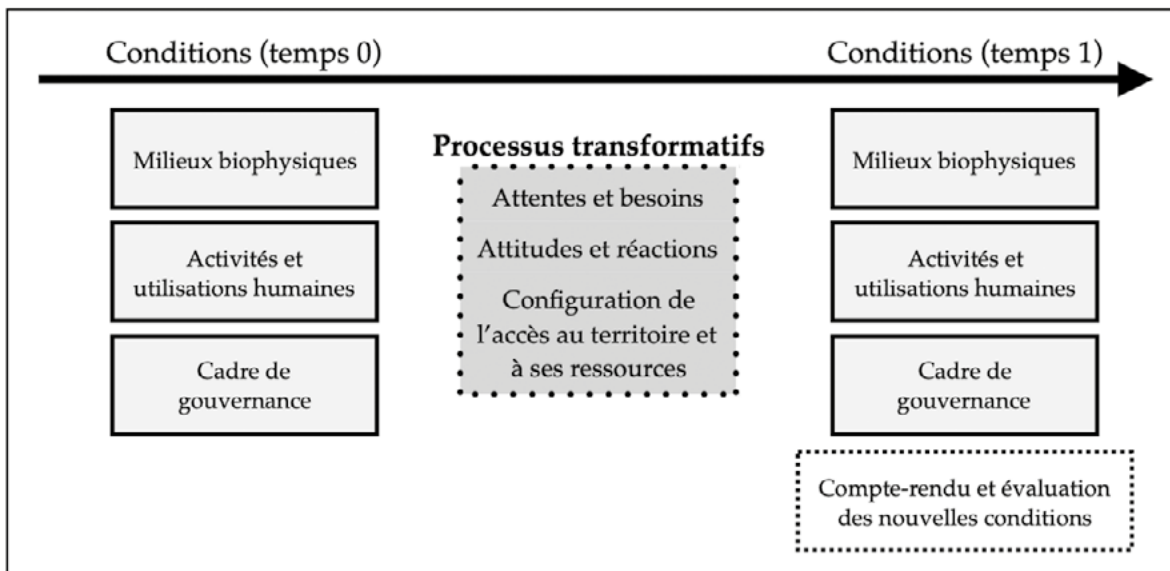 Conditions (temps 0)
Conditions (temps 1)
Milieux biophysiques
Activités et
utilisations humaines
Cadre de
gouvernance
Processus transformatifs
Attentes et besoins
Attitudes et réactions
Configuration de
l'accès au territoire et
à ses ressources
Milieux biophysiques
Activités et
utilisations humaines
Cadre de
gouvernance
Compte-rendu et évaluation
des nouvelles conditions